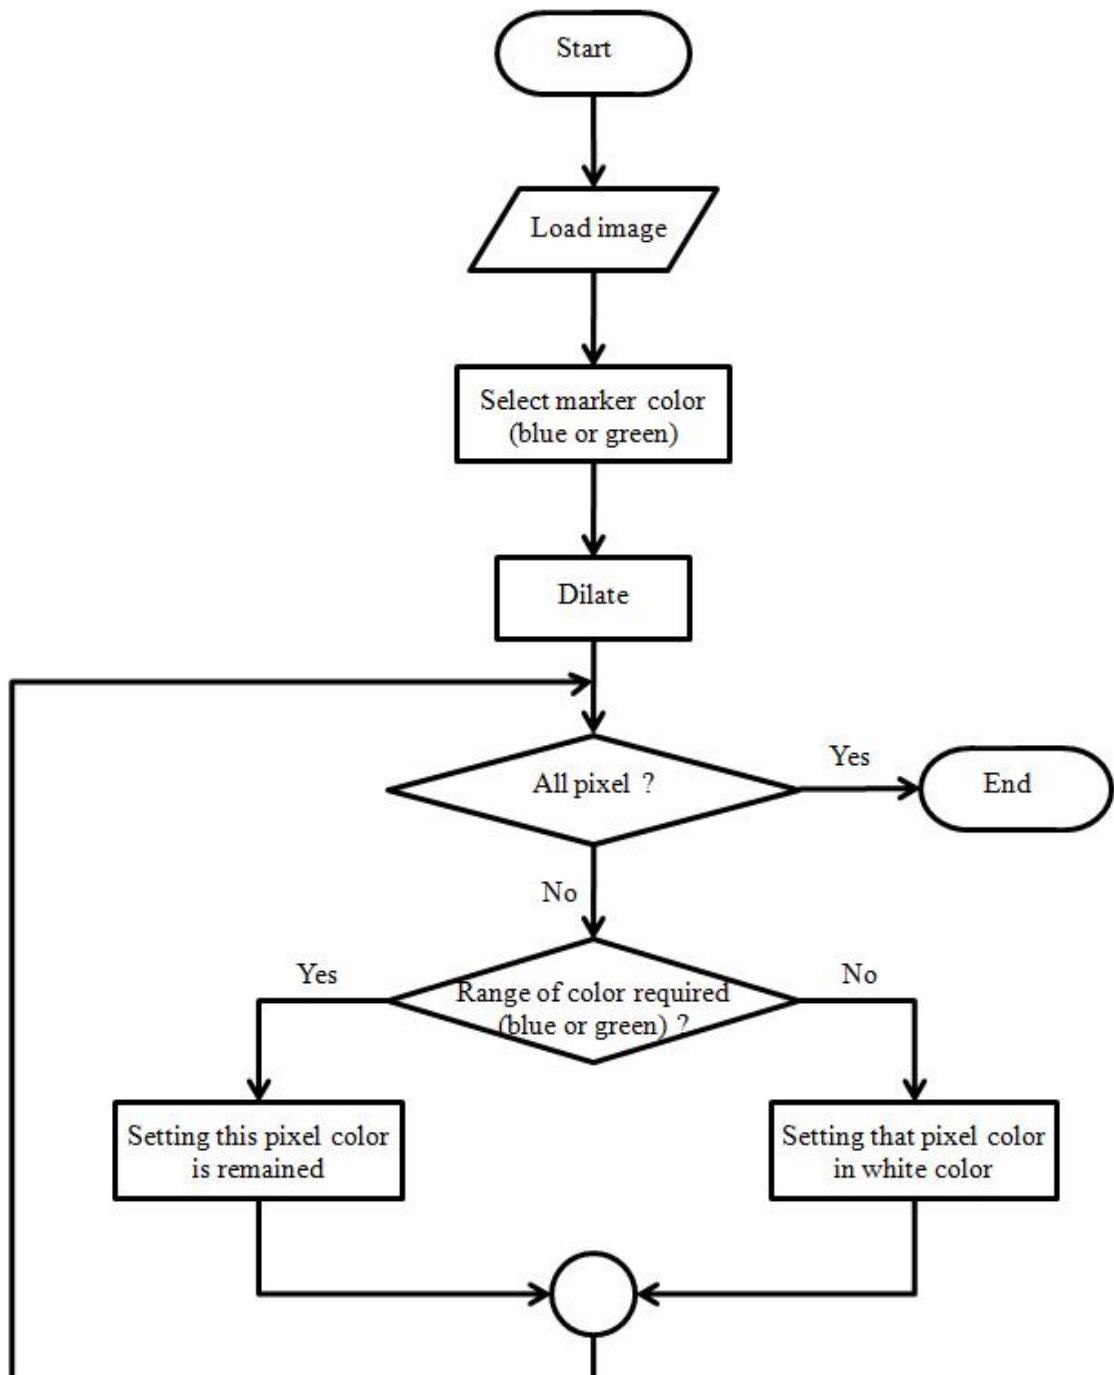 Start
Load image
Select marker color
(blue or green)
Dilate
All pixel ?
Yes
End
No
Yes
Range of color required
(blue or green) ?
No
Setting this pixel color
is remained
Setting that pixel color
in white color